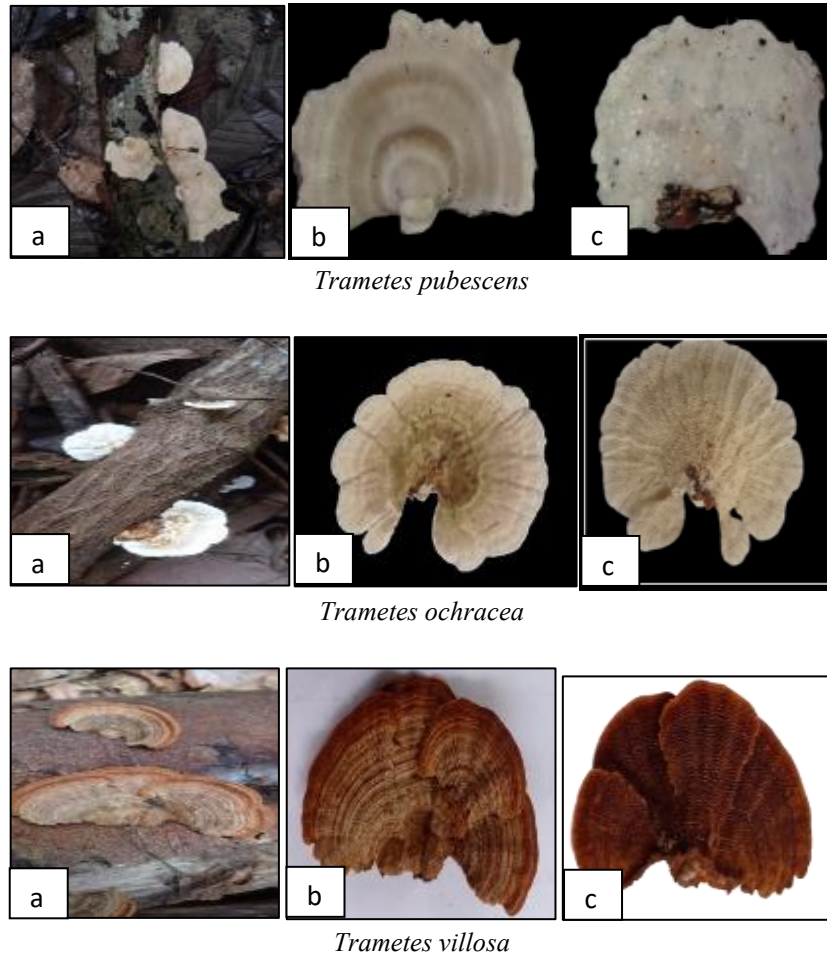 a b c
Trametes pubescens
a b c
Trametes ochracea
a b c
Trametes villosa